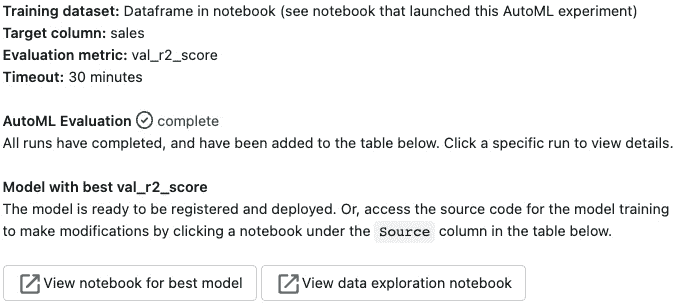 Training dataset: Dataframe in notebook (see notebook that launched this AutoML experiment)
Target column: sales
Evaluation metric: val_r2_score
Timeout: 30 minutes
AutoML Evaluation complete
All runs have completed, and have been added to the table below. Click a specific run to view details.
Model with best val_r2_score
The model is ready to be registered and deployed. Or, access the source code for the model training
to make modifications by clicking a notebook under the Source column in the table below.
View notebook for best model View data exploration notebook